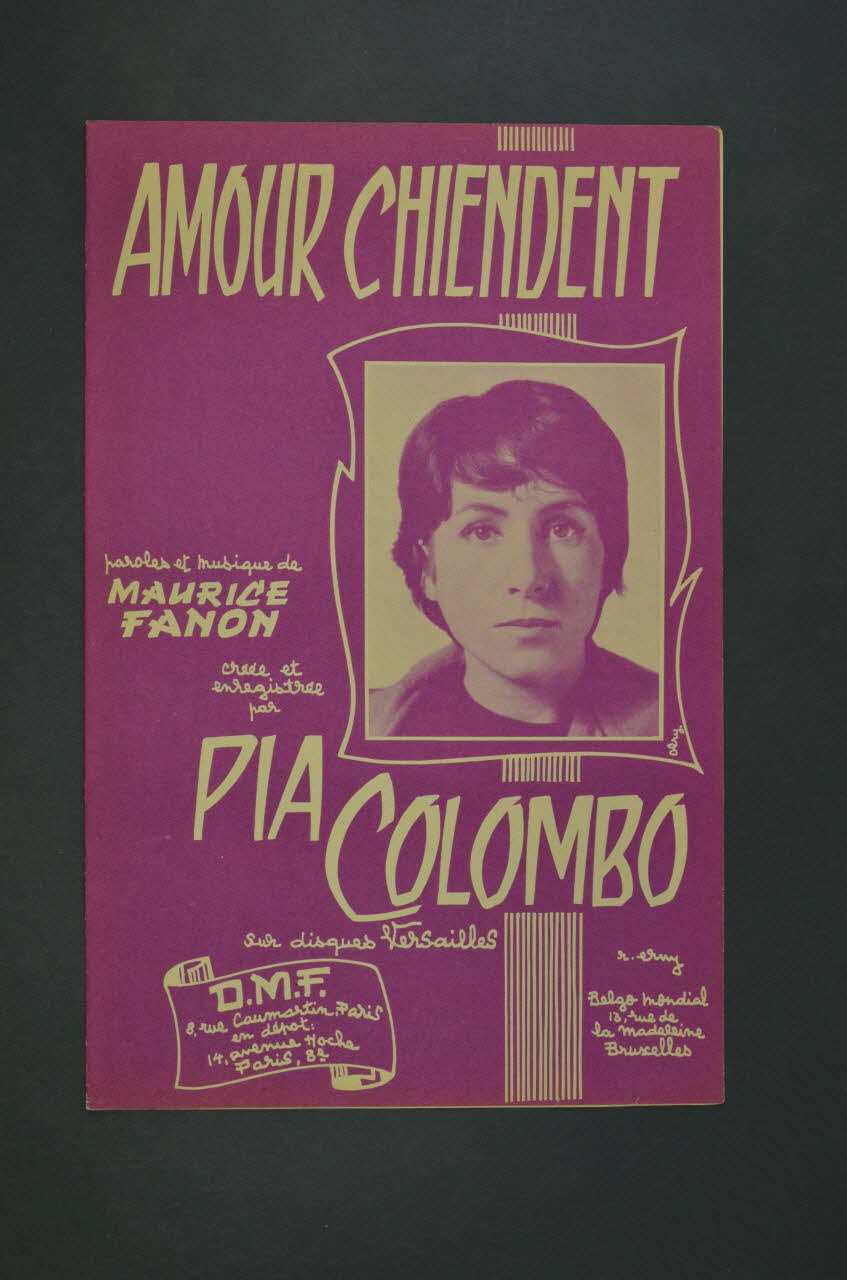 AMOUR CHIENDENT
paroles et musique de
MAURICE
FANON
créée et
enregistrée
par
PIA COLOMBO
sur disques Versailles
D.M.F.
8, rue Caumartin, Paris
en dépot:
14, avenue Hoche
Paris, 8e
r. erny
Belgo mondial
13, rue de
la Madeleine
Bruxelles